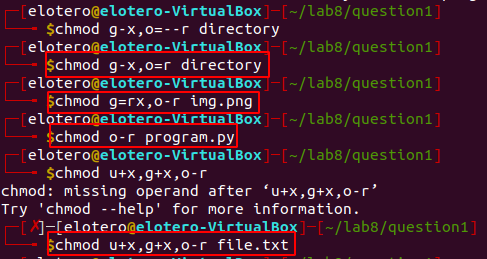 ┌─[elotero@elotero-VirtualBox]─[~/lab8/question1]
└──╼ $chmod g-x,o=--r directory
┌─[elotero@elotero-VirtualBox]─[~/lab8/question1]
└──╼ $chmod g-x,o=r directory
┌─[elotero@elotero-VirtualBox]─[~/lab8/question1]
└──╼ $chmod g=rx,o-r img.png
┌─[elotero@elotero-VirtualBox]─[~/lab8/question1]
└──╼ $chmod o-r program.py
┌─[elotero@elotero-VirtualBox]─[~/lab8/question1]
└──╼ $chmod u+x,g+x,o-r
chmod: missing operand after ‘u+x,g+x,o-r’
Try 'chmod --help' for more information.
┌─[✗]─[elotero@elotero-VirtualBox]─[~/lab8/question1]
└──╼ $chmod u+x,g+x,o-r file.txt